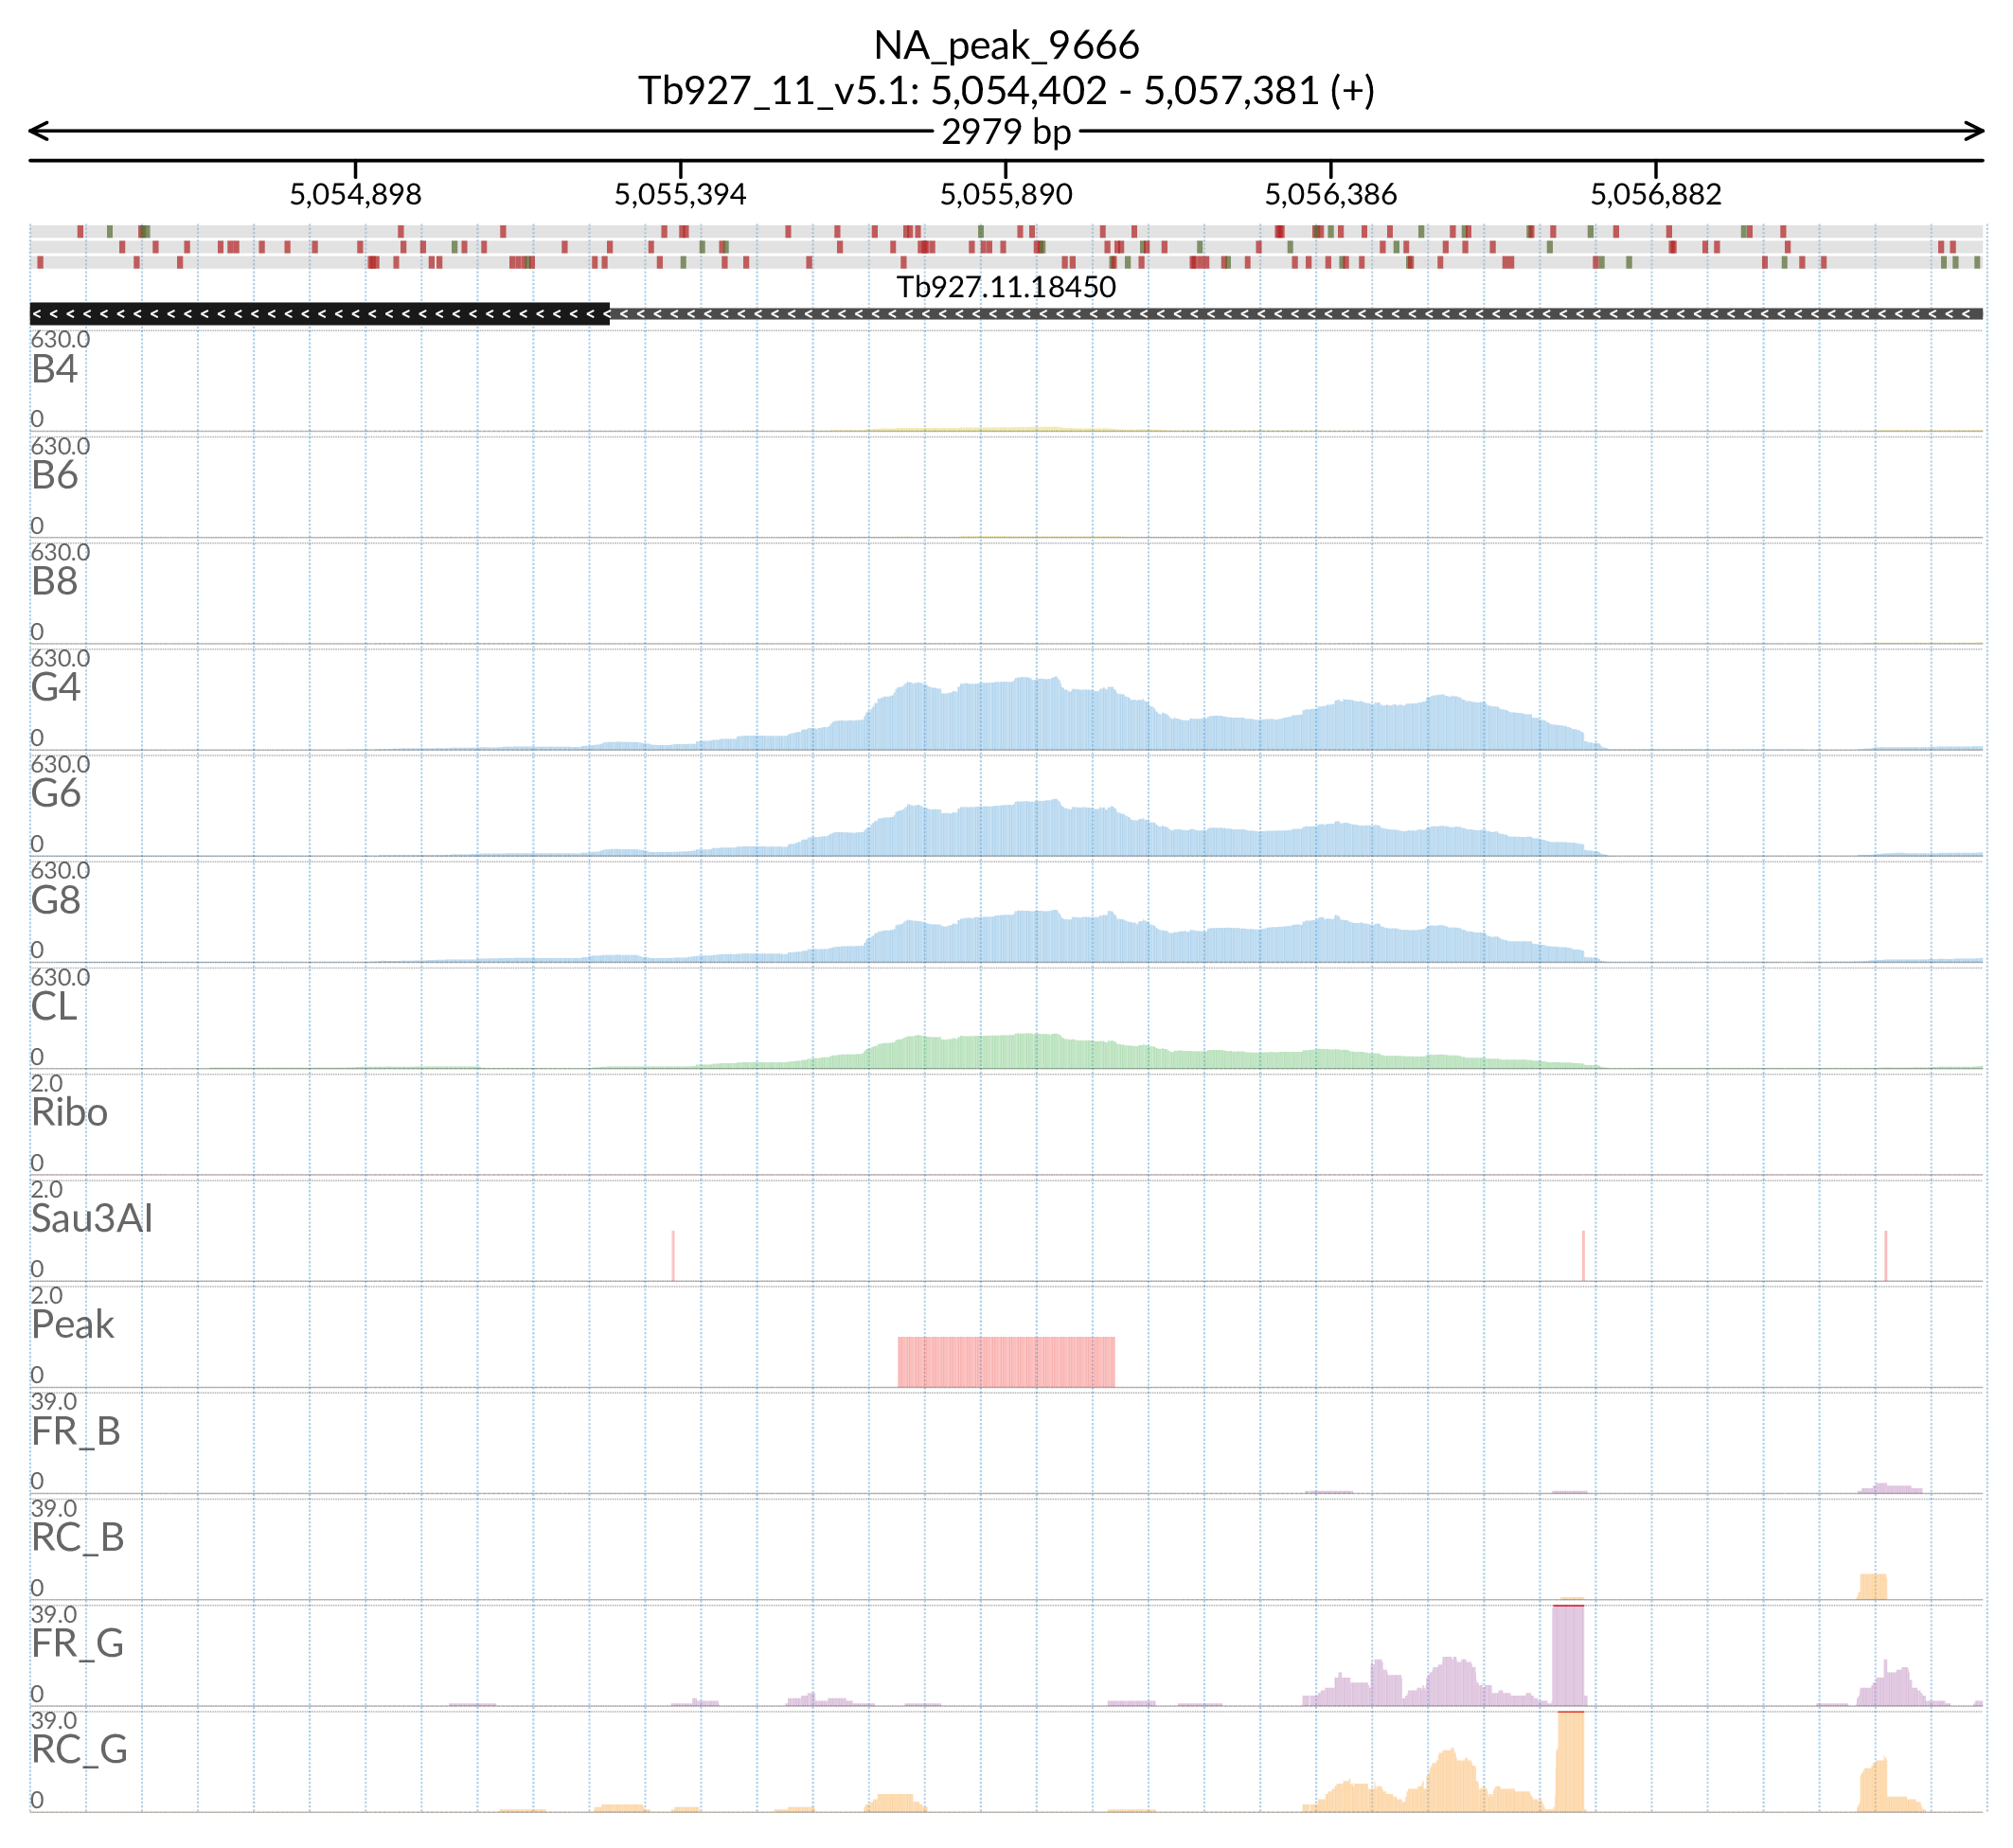 NA_peak_9666
Tb927_11_v5.1: 5,054,402 - 5,057,381 (+)
2979 bp
5,054,898 5,055,394 5,055,890 5,056,386 5,056,882
Tb927.11.18450
630.0
B4
0
630.0
B6
0
630.0
B8
0
630.0
G4
0
630.0
G6
0
630.0
G8
0
630.0
CL
0
2.0
Ribo
0
2.0
Sau3AI
0
2.0
Peak
0
39.0
FR_B
0
39.0
RC_B
0
39.0
FR_G
0
39.0
RC_G
0